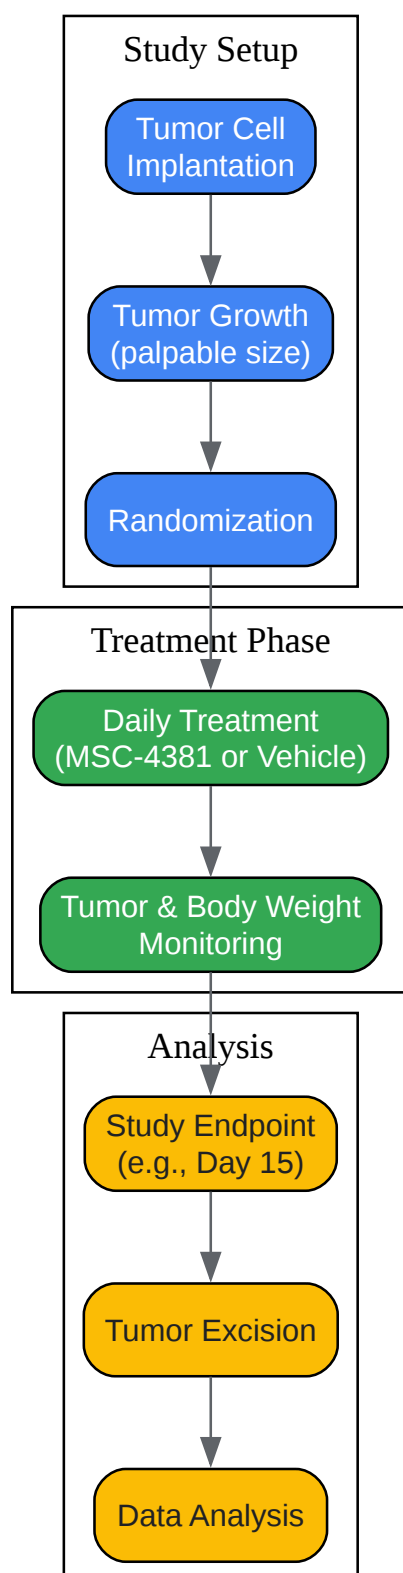 Study Setup
Tumor Cell
Implantation
Tumor Growth
(palpable size)
Randomization
Treatment Phase
Daily Treatment
(MSC-4381 or Vehicle)
Tumor & Body Weight
Monitoring
Analysis
Study Endpoint
(e.g., Day 15)
Tumor Excision
Data Analysis